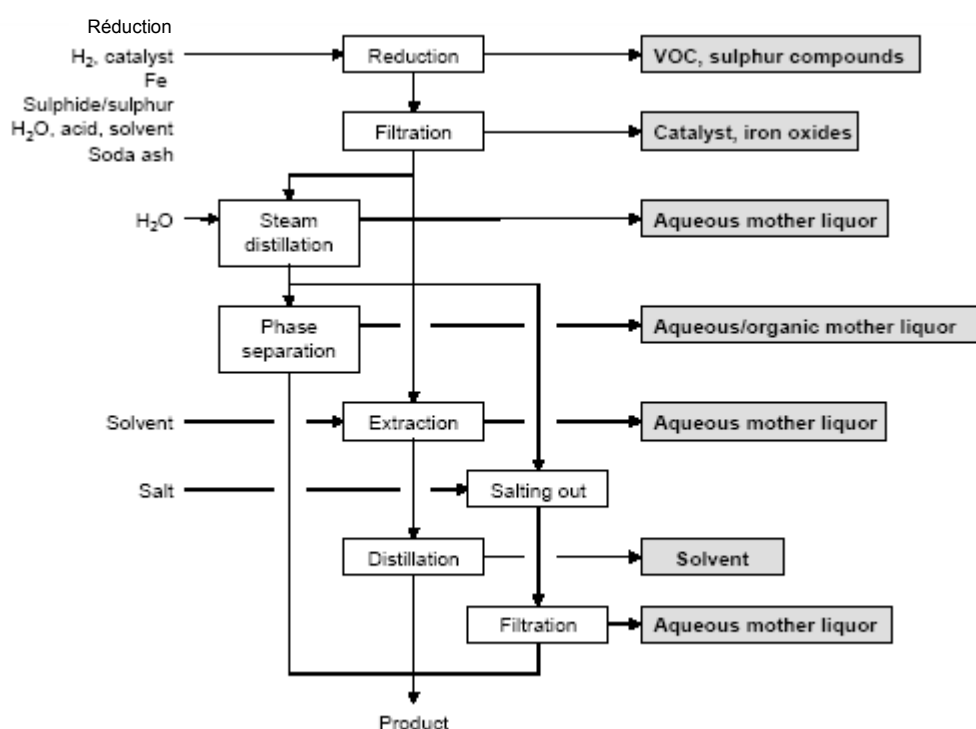 Réduction
H2, catalyst
Reduction
VOC, sulphur compounds
Fe
Sulphide/sulphur
H2O, acid, solvent
Filtration
Catalyst, iron oxides
Soda ash
H2O
Steam
distillation
Aqueous mother liquor
Phase
separation
Aqueous/organic mother liquor
Solvent
Extraction
Aqueous mother liquor
Salt
Salting out
Distillation
Solvent
Filtration
Aqueous mother liquor
Product